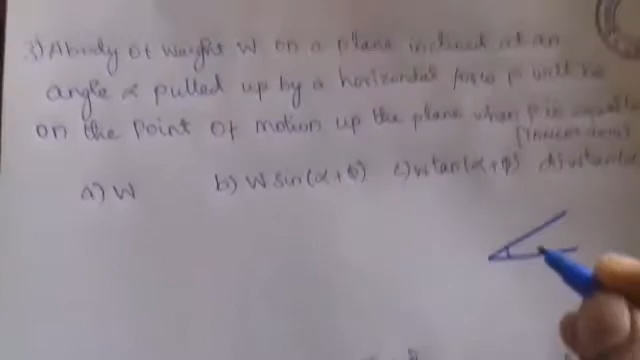 3) A body of weight W on a plane inclined at an
angle α pulled up by a horizontal force P will be
on the point of motion up the plane when P is equal to
a) W b) W sin(α+ϕ) c) W tan(α+ϕ) d) W tan(α